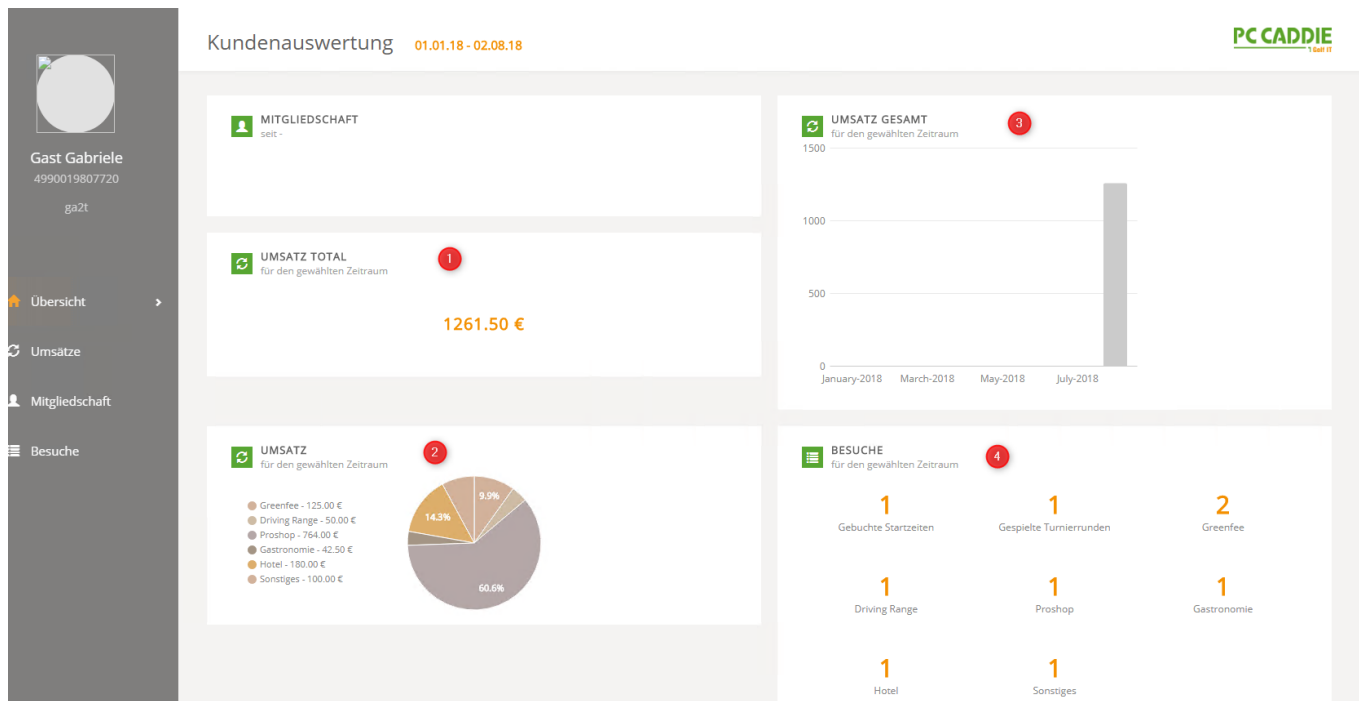 Kundenauswertung 01.01.18 - 02.08.18
PC CADDIE
Golf IT
Gast Gabriele
4990019807720
ga2t
Übersicht
Umsätze
Mitgliedschaft
Besuche
MITGLIEDSCHAFT
seit -
UMSATZ TOTAL
für den gewählten Zeitraum
1
1261.50 €
UMSATZ
für den gewählten Zeitraum
2
Greenfee - 125.00 €
Driving Range - 50.00 €
Proshop - 764.00 €
Gastronomie - 42.50 €
Hotel - 180.00 €
Sonstiges - 100.00 €
9.9%
14.3%
60.6%
UMSATZ GESAMT
für den gewählten Zeitraum
3
1500
1000
500
0
January-2018 March-2018 May-2018 July-2018
BESUCHE
für den gewählten Zeitraum
4
1 1 2
Gebuchte Startzeiten Gespielte Turnierrunden Greenfee
1 1 1
Driving Range Proshop Gastronomie
1 1
Hotel Sonstiges